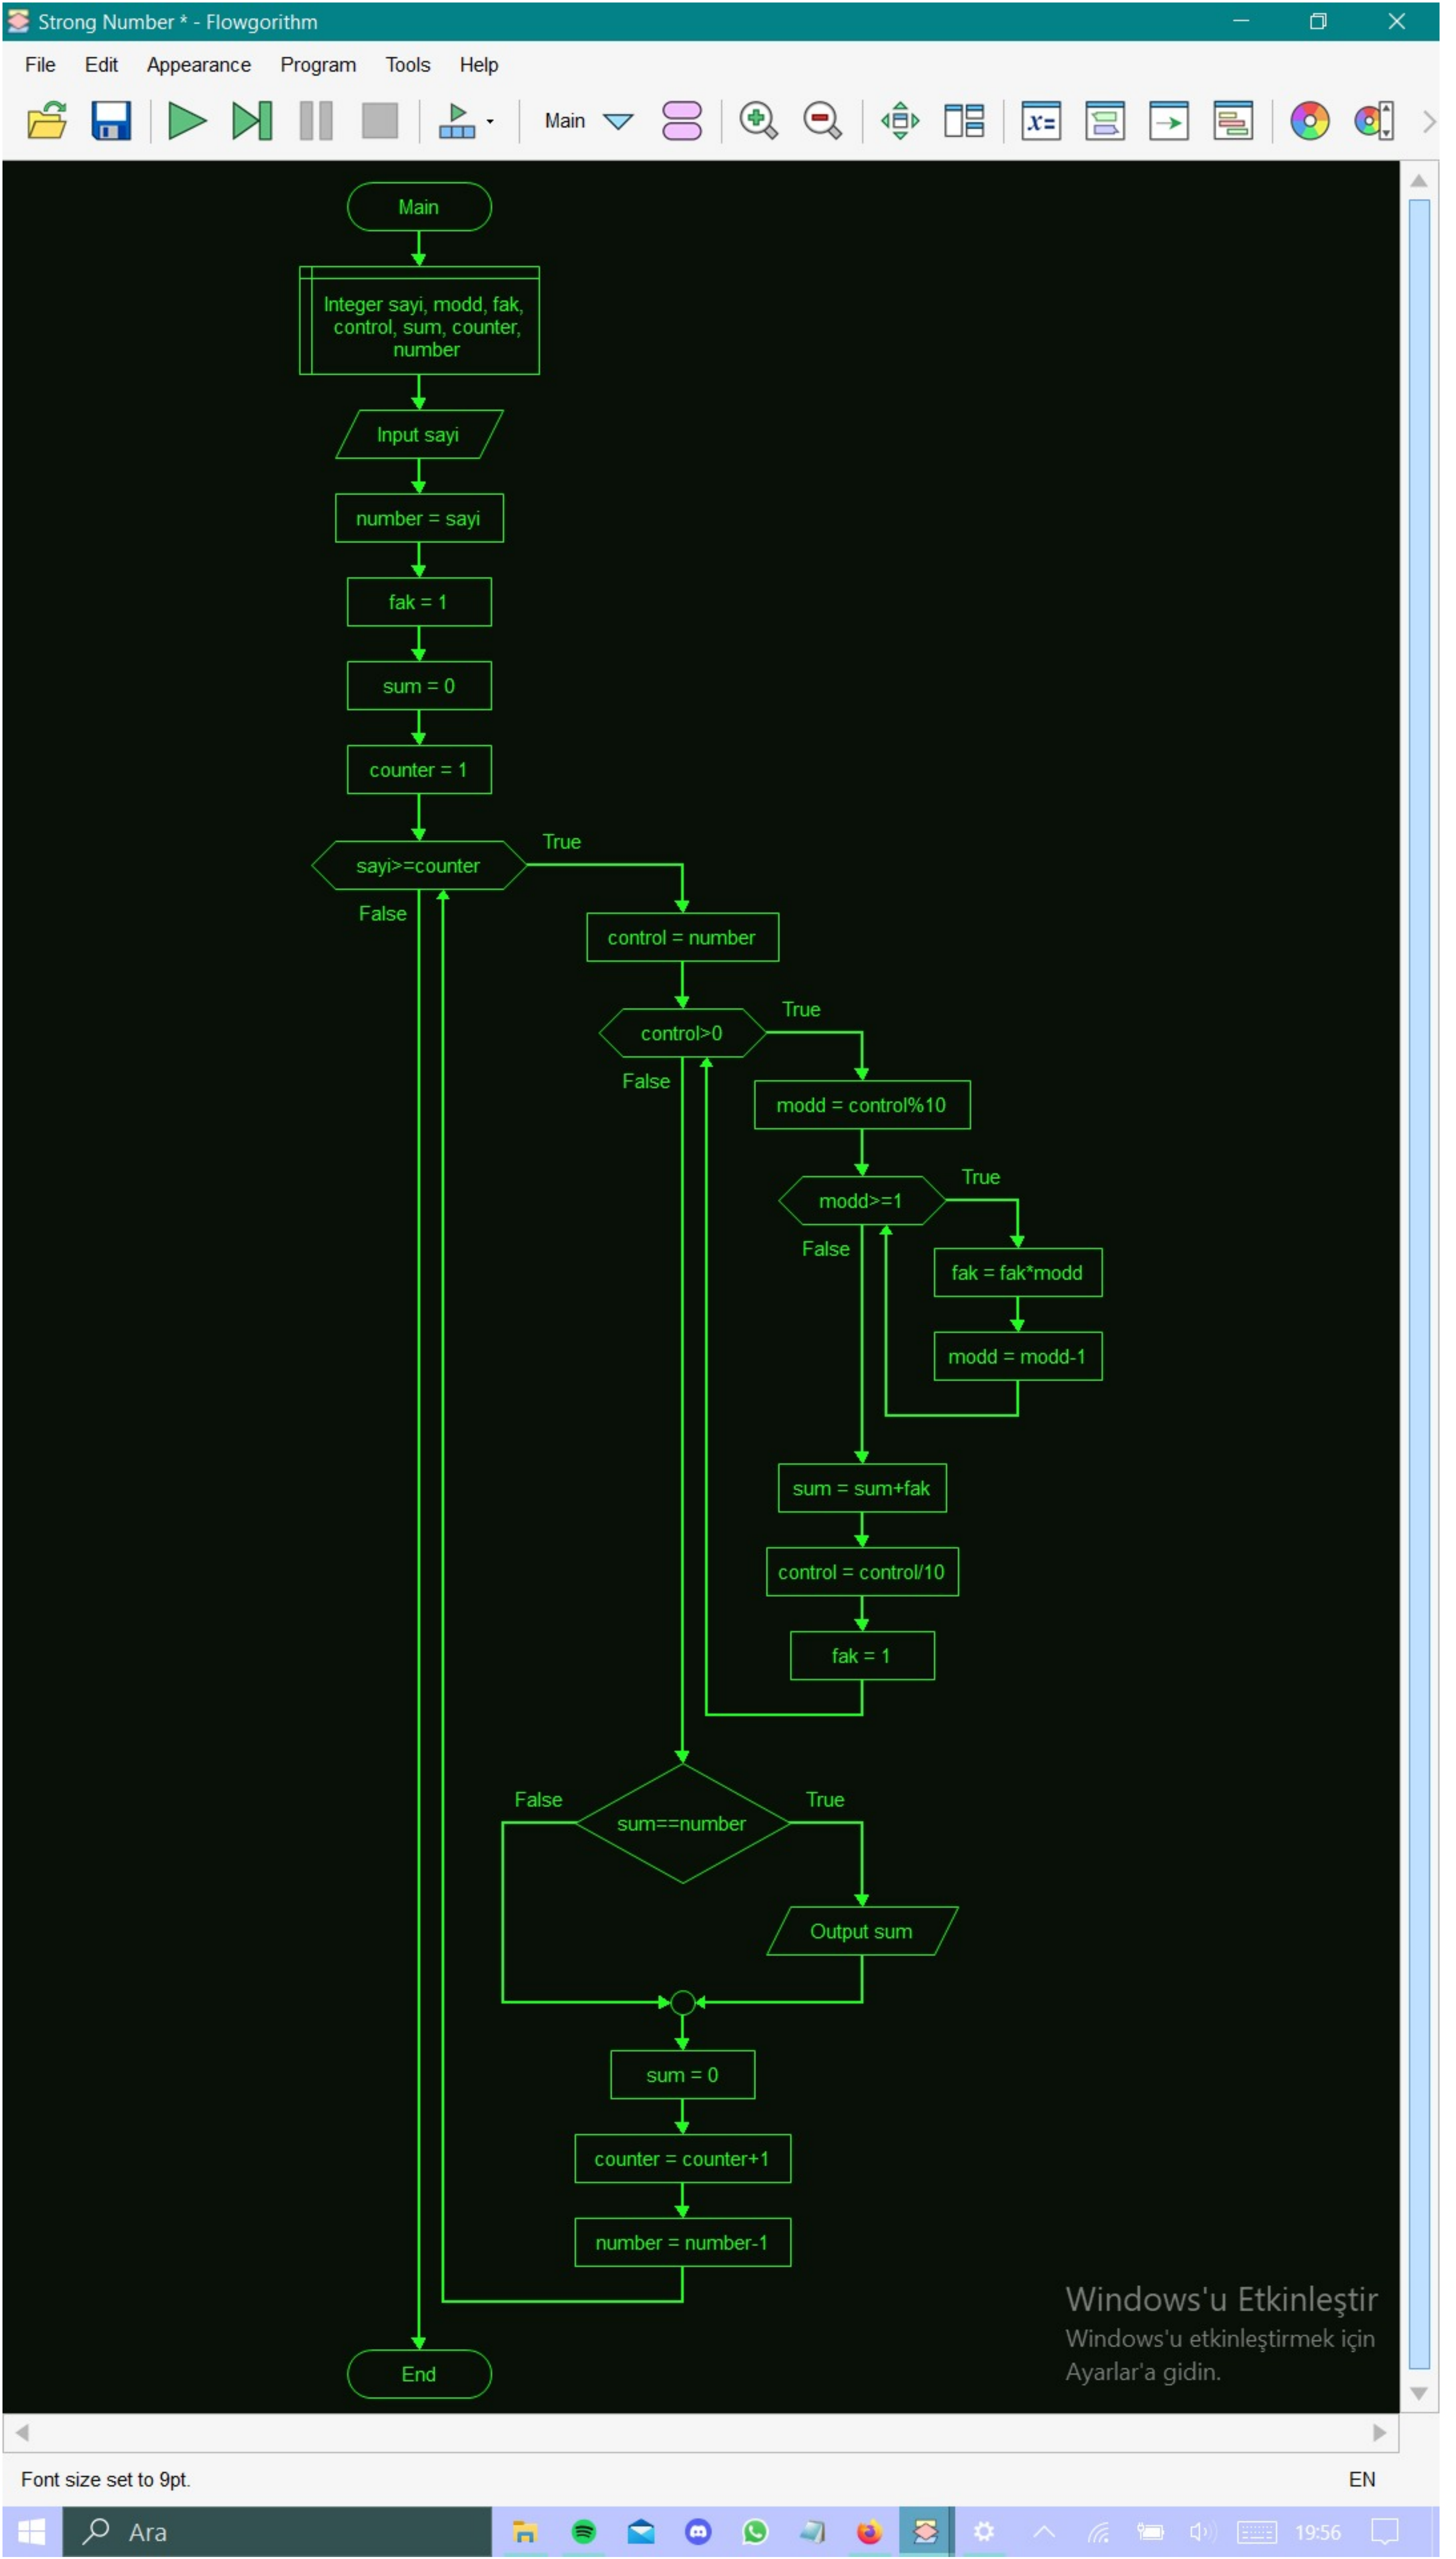 Strong Number * - Flowgorithm
File Edit Appearance Program Tools Help
Main
x=
Main
Integer sayi, modd, fak,
control, sum, counter,
number
Input sayi
number = sayi
fak = 1
sum = 0
counter = 1
sayi>=counter
True
False
control = number
control>0
True
False
modd = control%10
modd>=1
True
False
fak = fak*modd
modd = modd-1
sum = sum+fak
control = control/10
fak = 1
False
True
sum==number
Output sum
sum = 0
counter = counter+1
number = number-1
End
Windows'u Etkinleştir
Windows'u etkinleştirmek için
Ayarlar'a gidin.
Font size set to 9pt.
EN
Ara
19:56